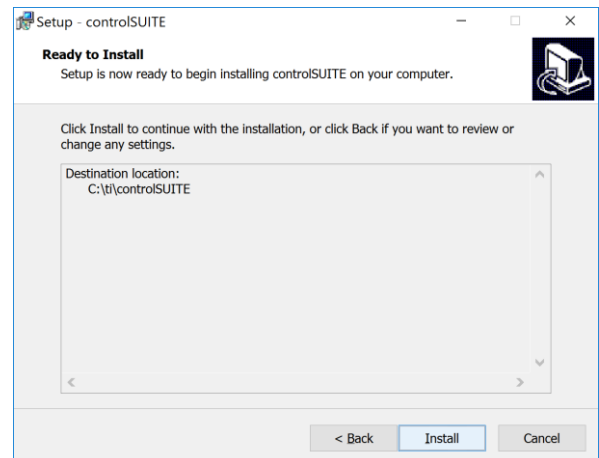 Setup - controlSUITE
Ready to Install
Setup is now ready to begin installing controlSUITE on your computer.
Click Install to continue with the installation, or click Back if you want to review or
change any settings.
Destination location:
C:\ti\controlSUITE
< Back
Install
Cancel